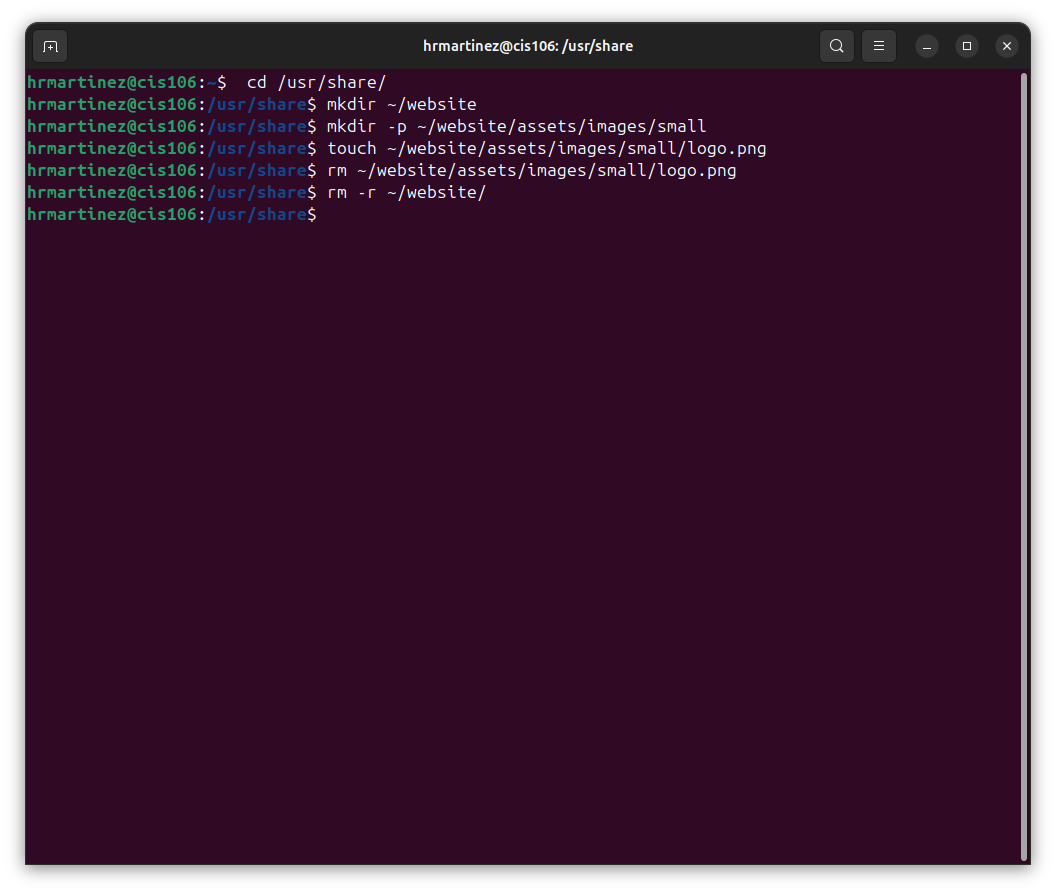 hrmartinez@cis106: /usr/share
hrmartinez@cis106:~$  cd /usr/share/
hrmartinez@cis106:/usr/share$ mkdir ~/website
hrmartinez@cis106:/usr/share$ mkdir -p ~/website/assets/images/small
hrmartinez@cis106:/usr/share$ touch ~/website/assets/images/small/logo.png
hrmartinez@cis106:/usr/share$ rm ~/website/assets/images/small/logo.png
hrmartinez@cis106:/usr/share$ rm -r ~/website/
hrmartinez@cis106:/usr/share$